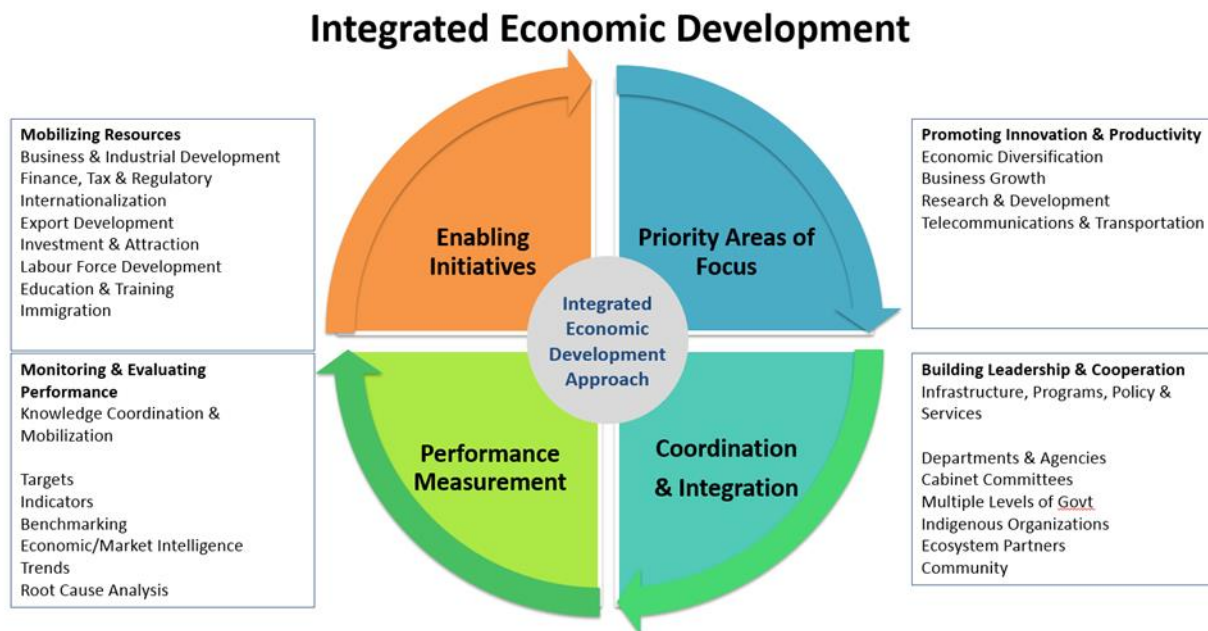 Integrated Economic Development
Mobilizing Resources
Business & Industrial Development
Finance, Tax & Regulatory
Internationalization
Export Development
Investment & Attraction
Labour Force Development
Education & Training
Immigration
Enabling
Initiatives
Priority Areas of
Focus
Promoting Innovation & Productivity
Economic Diversification
Business Growth
Research & Development
Telecommunications & Transportation
Integrated
Economic
Development
Approach
Monitoring & Evaluating
Performance
Knowledge Coordination &
Mobilization
Targets
Indicators
Benchmarking
Economic/Market Intelligence
Trends
Root Cause Analysis
Performance
Measurement
Coordination
& Integration
Building Leadership & Cooperation
Infrastructure, Programs, Policy &
Services
Departments & Agencies
Cabinet Committees
Multiple Levels of Govt
Indigenous Organizations
Ecosystem Partners
Community